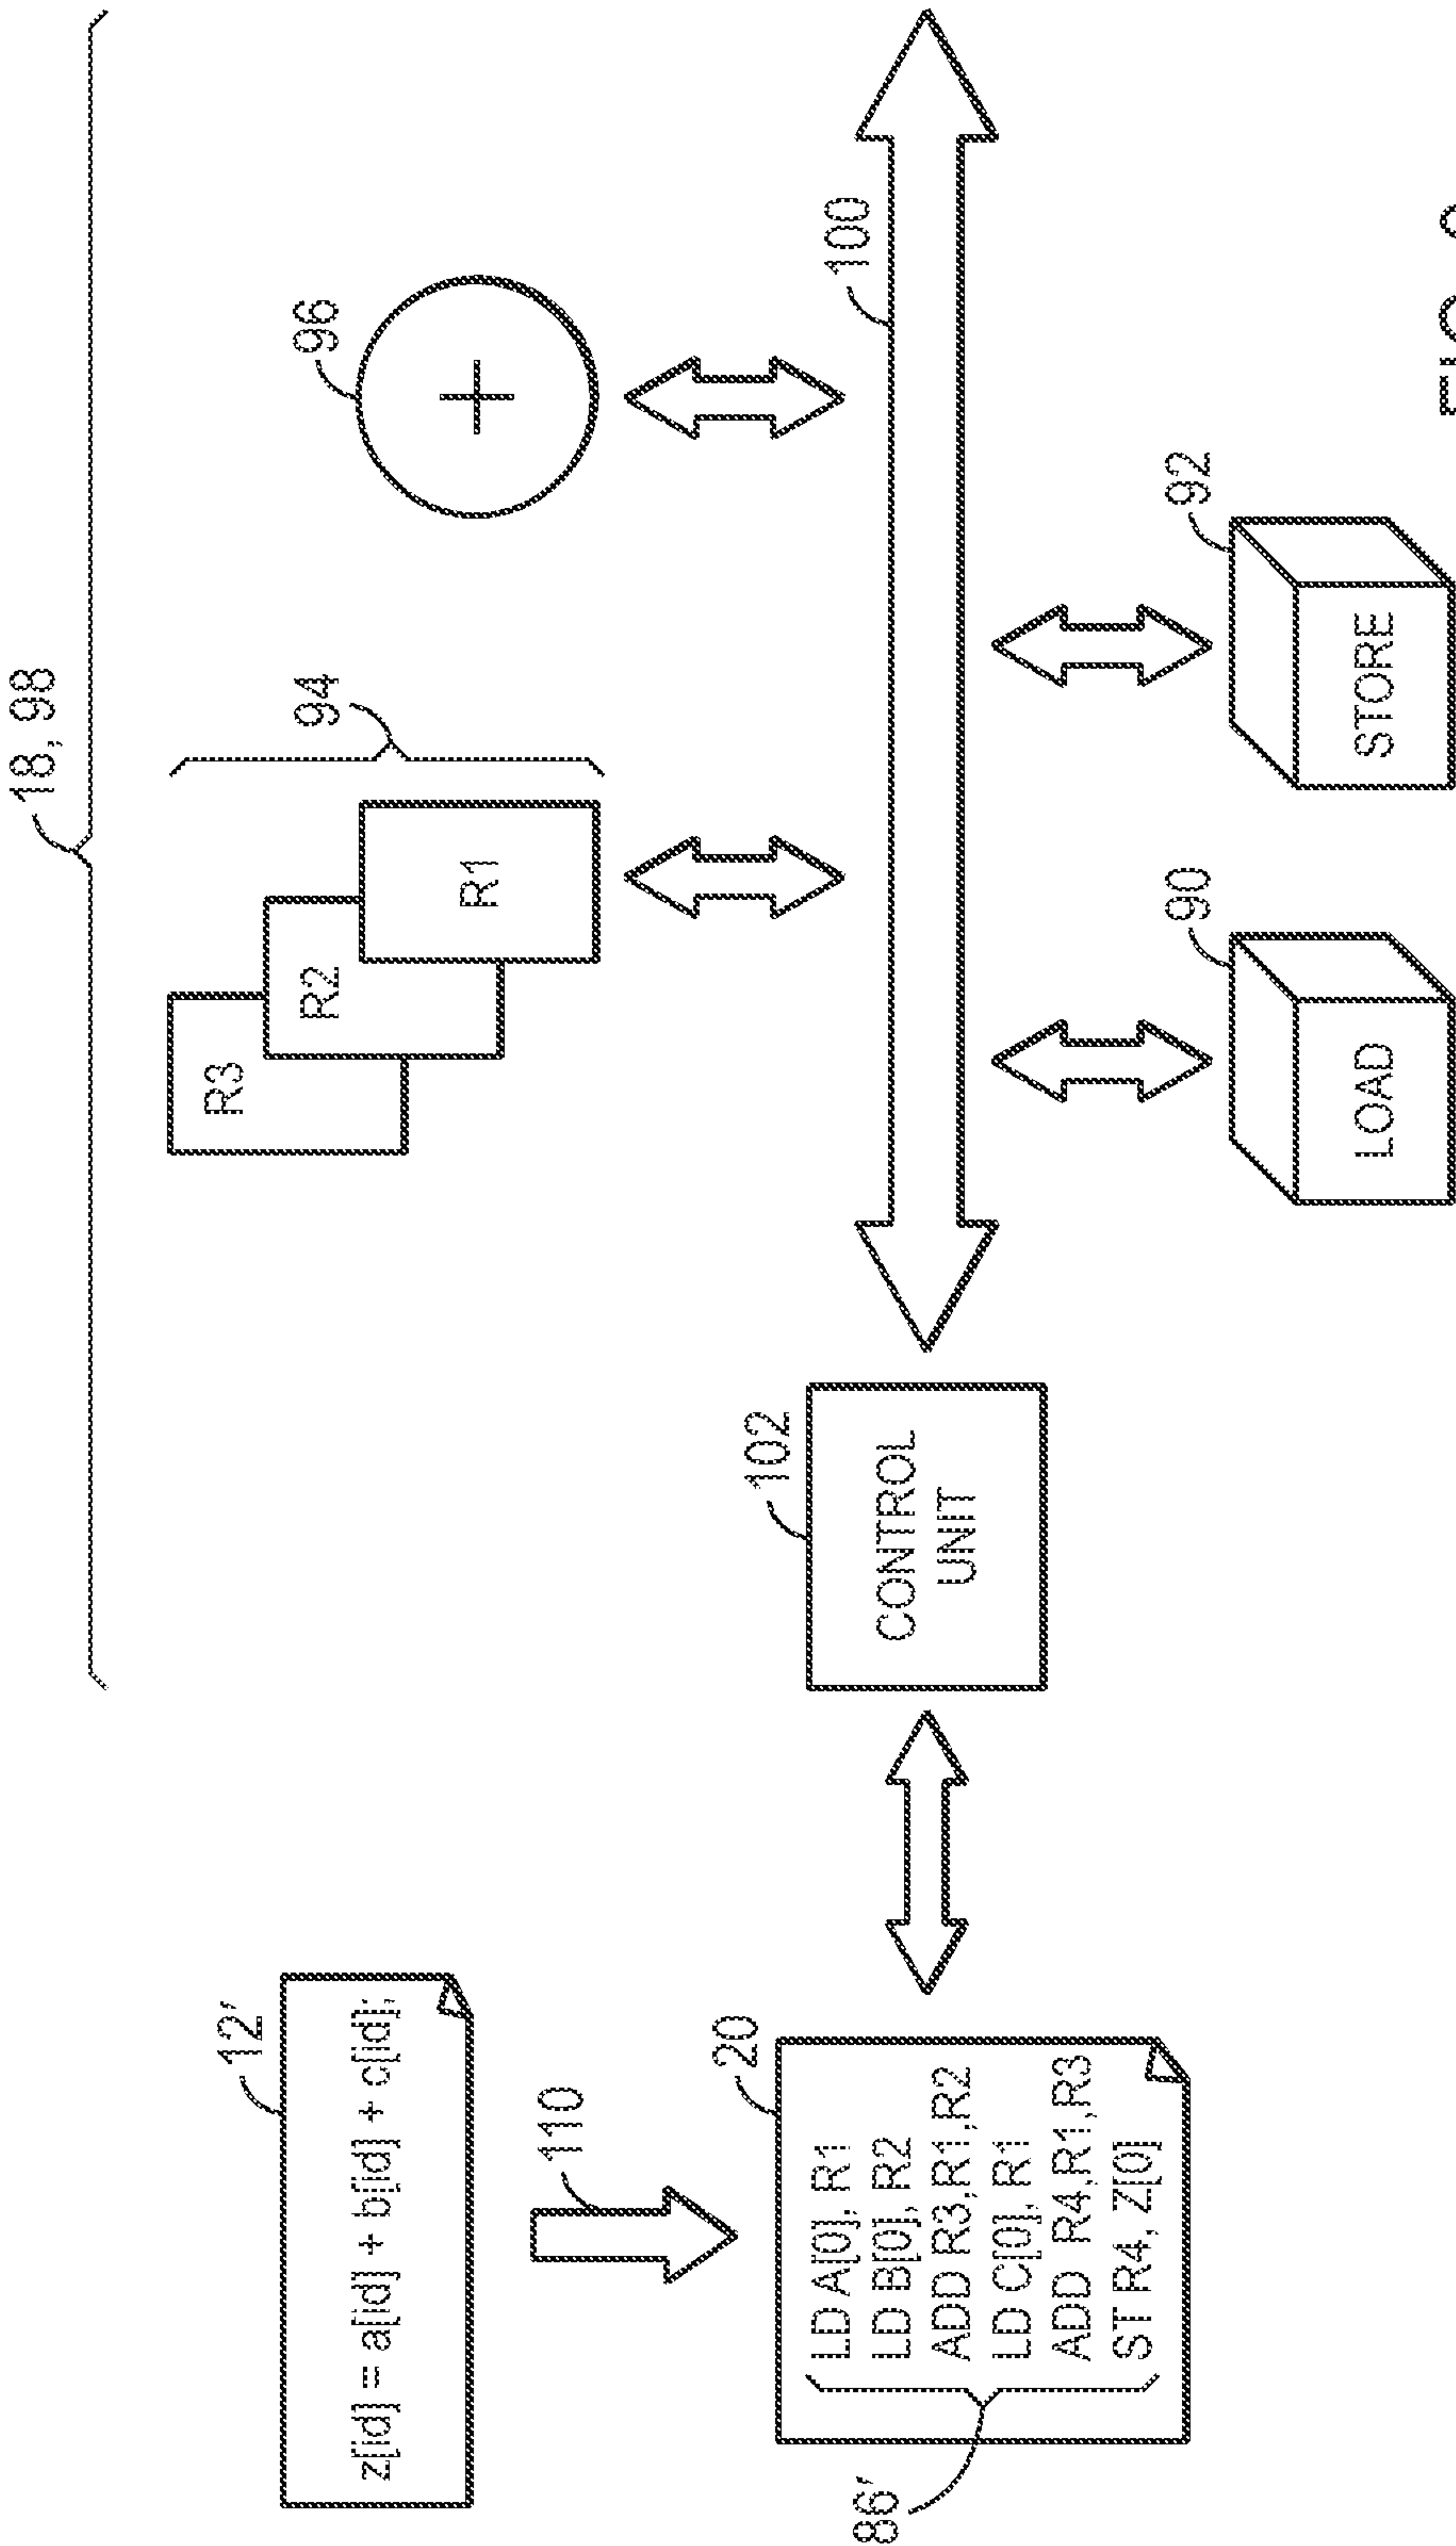 18, 98
12'
z[id] = a[id] + b[id] + c[id];
110
20
LD A[0], R1
LD B[0], R2
ADD R3,R1,R2
LD C[0], R1
ADD R4,R1,R3
ST R4, Z[0]
86'
102
CONTROL
UNIT
R3
R2
R1
94
96
100
90
LOAD
92
STORE
FIG.